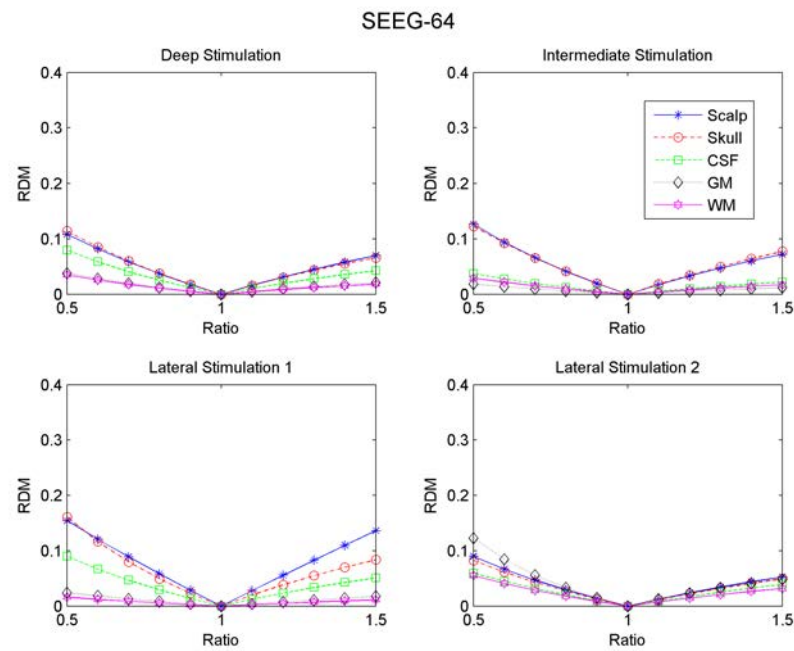 SEEG-64
Deep Stimulation
0.4
0.3
0.2
0.1
0
RDM
0.5
1
1.5
Ratio
Intermediate Stimulation
0.4
0.3
0.2
0.1
0
RDM
0.5
1
1.5
Ratio
Scalp
Skull
CSF
GM
WM
Lateral Stimulation 1
0.4
0.3
0.2
0.1
0
RDM
0.5
1
1.5
Ratio
Lateral Stimulation 2
0.4
0.3
0.2
0.1
0
RDM
0.5
1
1.5
Ratio